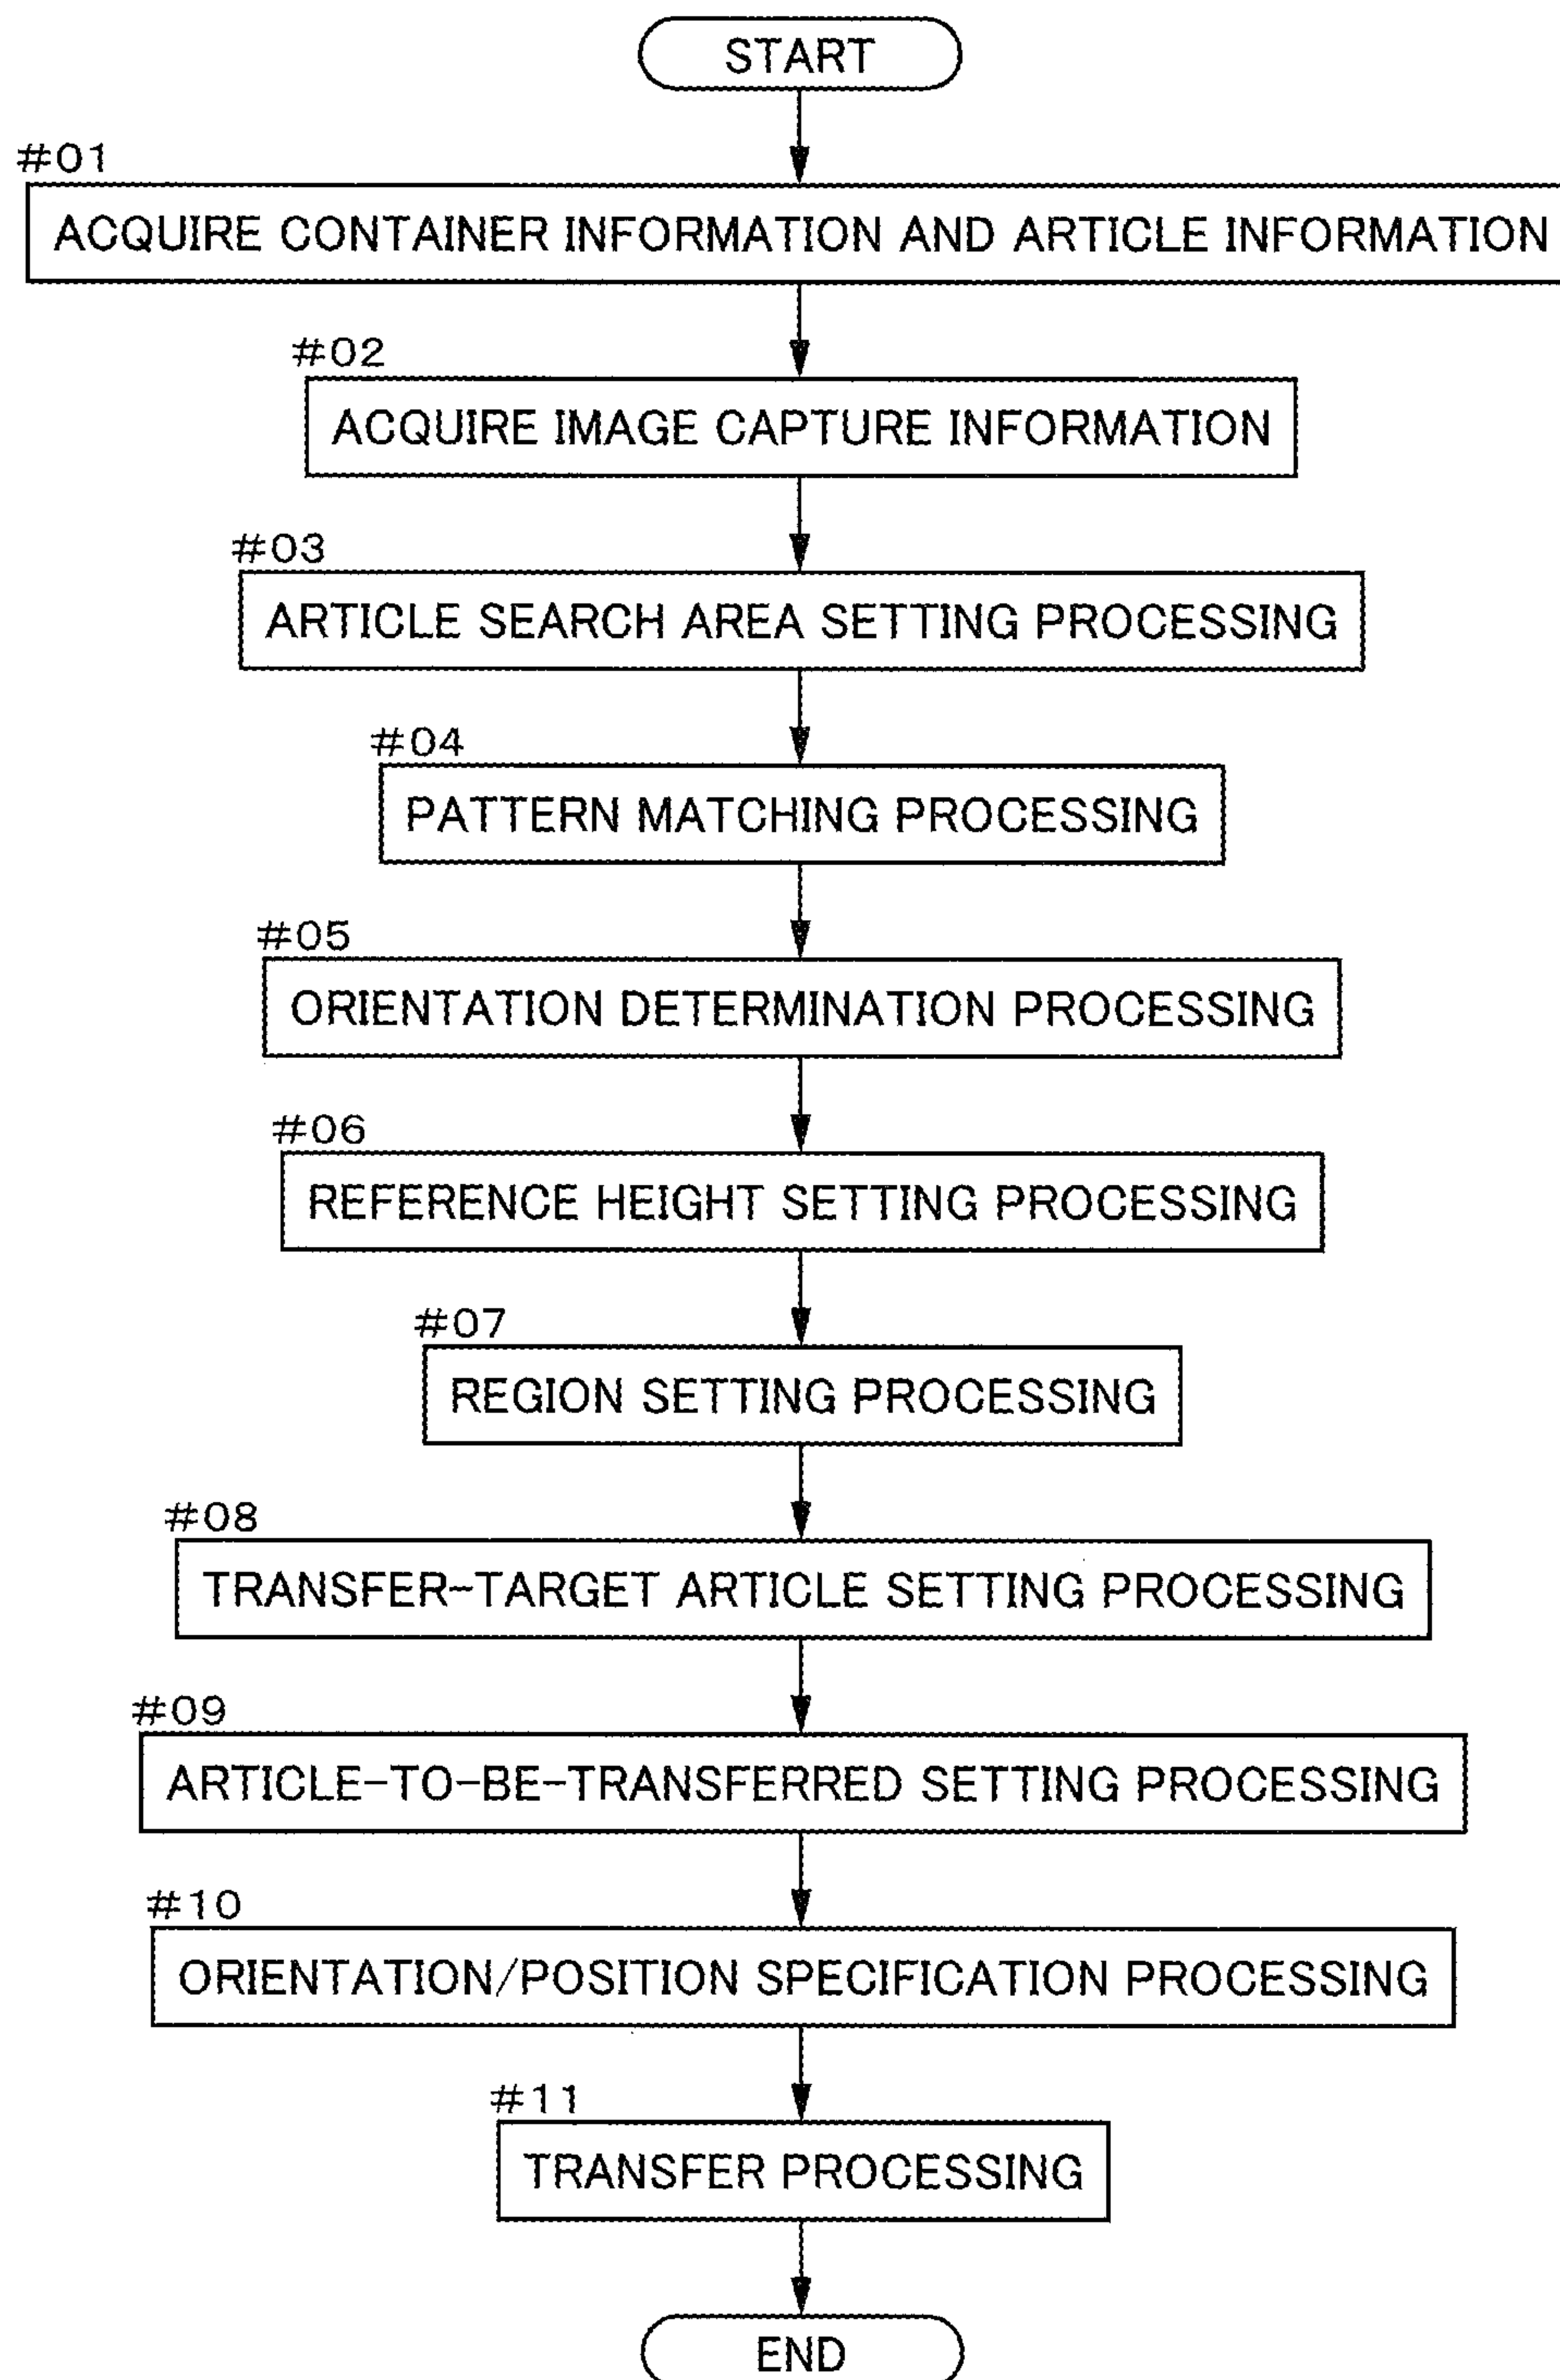 START
#01
ACQUIRE CONTAINER INFORMATION AND ARTICLE INFORMATION
#02
ACQUIRE IMAGE CAPTURE INFORMATION
#03
ARTICLE SEARCH AREA SETTING PROCESSING
#04
PATTERN MATCHING PROCESSING
#05
ORIENTATION DETERMINATION PROCESSING
#06
REFERENCE HEIGHT SETTING PROCESSING
#07
REGION SETTING PROCESSING
#08
TRANSFER-TARGET ARTICLE SETTING PROCESSING
#09
ARTICLE-TO-BE-TRANSFERRED SETTING PROCESSING
#10
ORIENTATION/POSITION SPECIFICATION PROCESSING
#11
TRANSFER PROCESSING
END